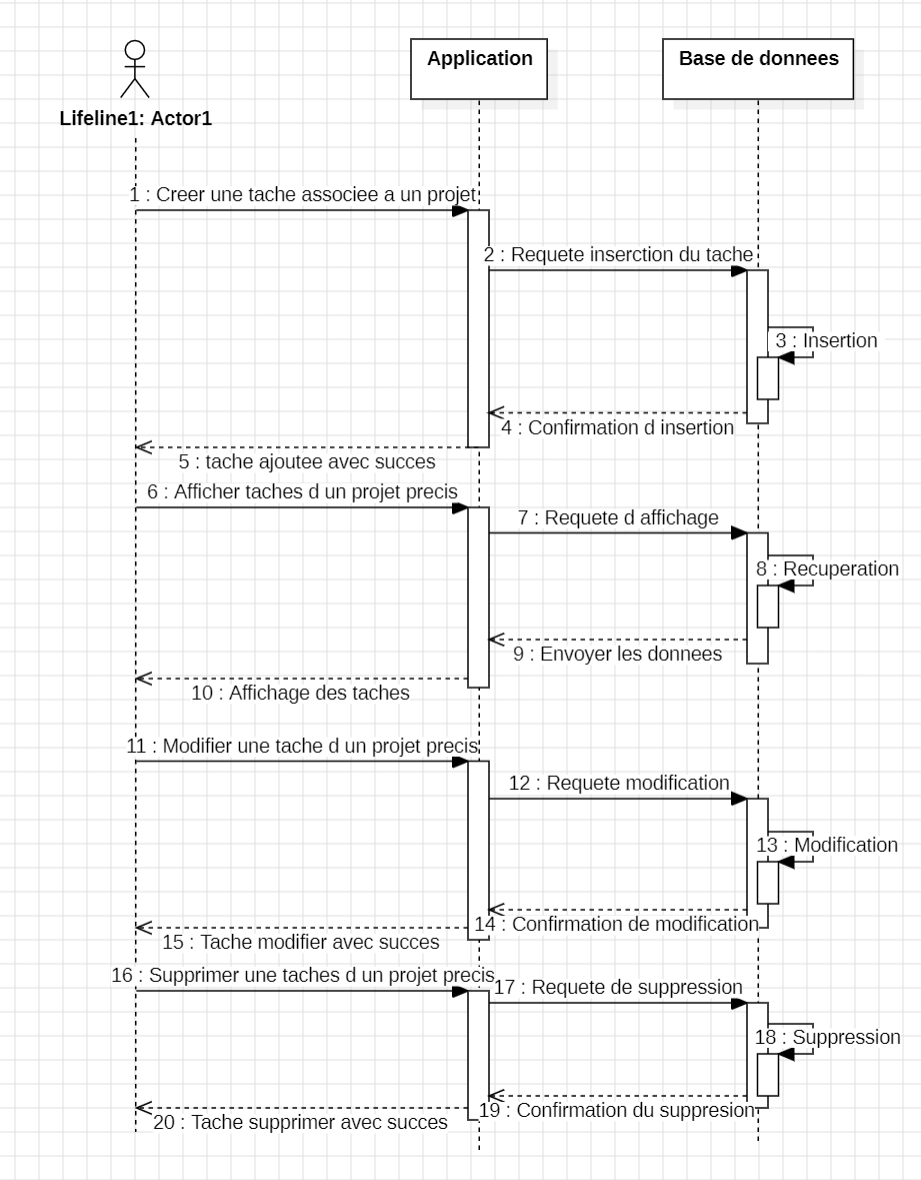 Application
Base de donnees
Lifeline1: Actor1
1 : Creer une tache associee a un projet
2 : Requete inserction du tache
3 : Insertion
4 : Confirmation d insertion
5 : tache ajoutee avec succes
6 : Afficher taches d un projet precis
7 : Requete d affichage
8 : Recuperation
9 : Envoyer les donnees
10 : Affichage des taches
11 : Modifier une tache d un projet precis
12 : Requete modification
13 : Modification
14 : Confirmation de modification
15 : Tache modifier avec succes
16 : Supprimer une taches d un projet precis
17 : Requete de suppression
18 : Suppression
19 : Confirmation du suppresion
20 : Tache supprimer avec succes